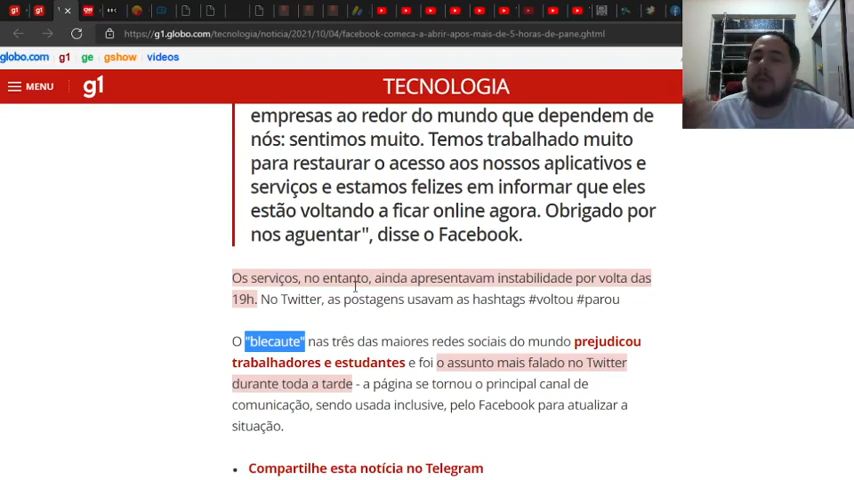 https://g1.globo.com/tecnologia/noticia/2021/10/04/facebook-comeca-a-abrir-apos-mais-de-5-horas-de-pane.ghtml
globo.com g1 ge gshow videos
MENU g1 TECNOLOGIA
empresas ao redor do mundo que dependem de
nós: sentimos muito. Temos trabalhado muito
para restaurar o acesso aos nossos aplicativos e
serviços e estamos felizes em informar que eles
estão voltando a ficar online agora. Obrigado por
nos aguentar", disse o Facebook.
Os serviços, no entanto, ainda apresentavam instabilidade por volta das
19h. No Twitter, as postagens usavam as hashtags #voltou #parou
O "blecaute" nas três das maiores redes sociais do mundo prejudicou
trabalhadores e estudantes e foi o assunto mais falado no Twitter
durante toda a tarde - a página se tornou o principal canal de
comunicação, sendo usada inclusive, pelo Facebook para atualizar a
situação.
Compartilhe esta notícia no Telegram